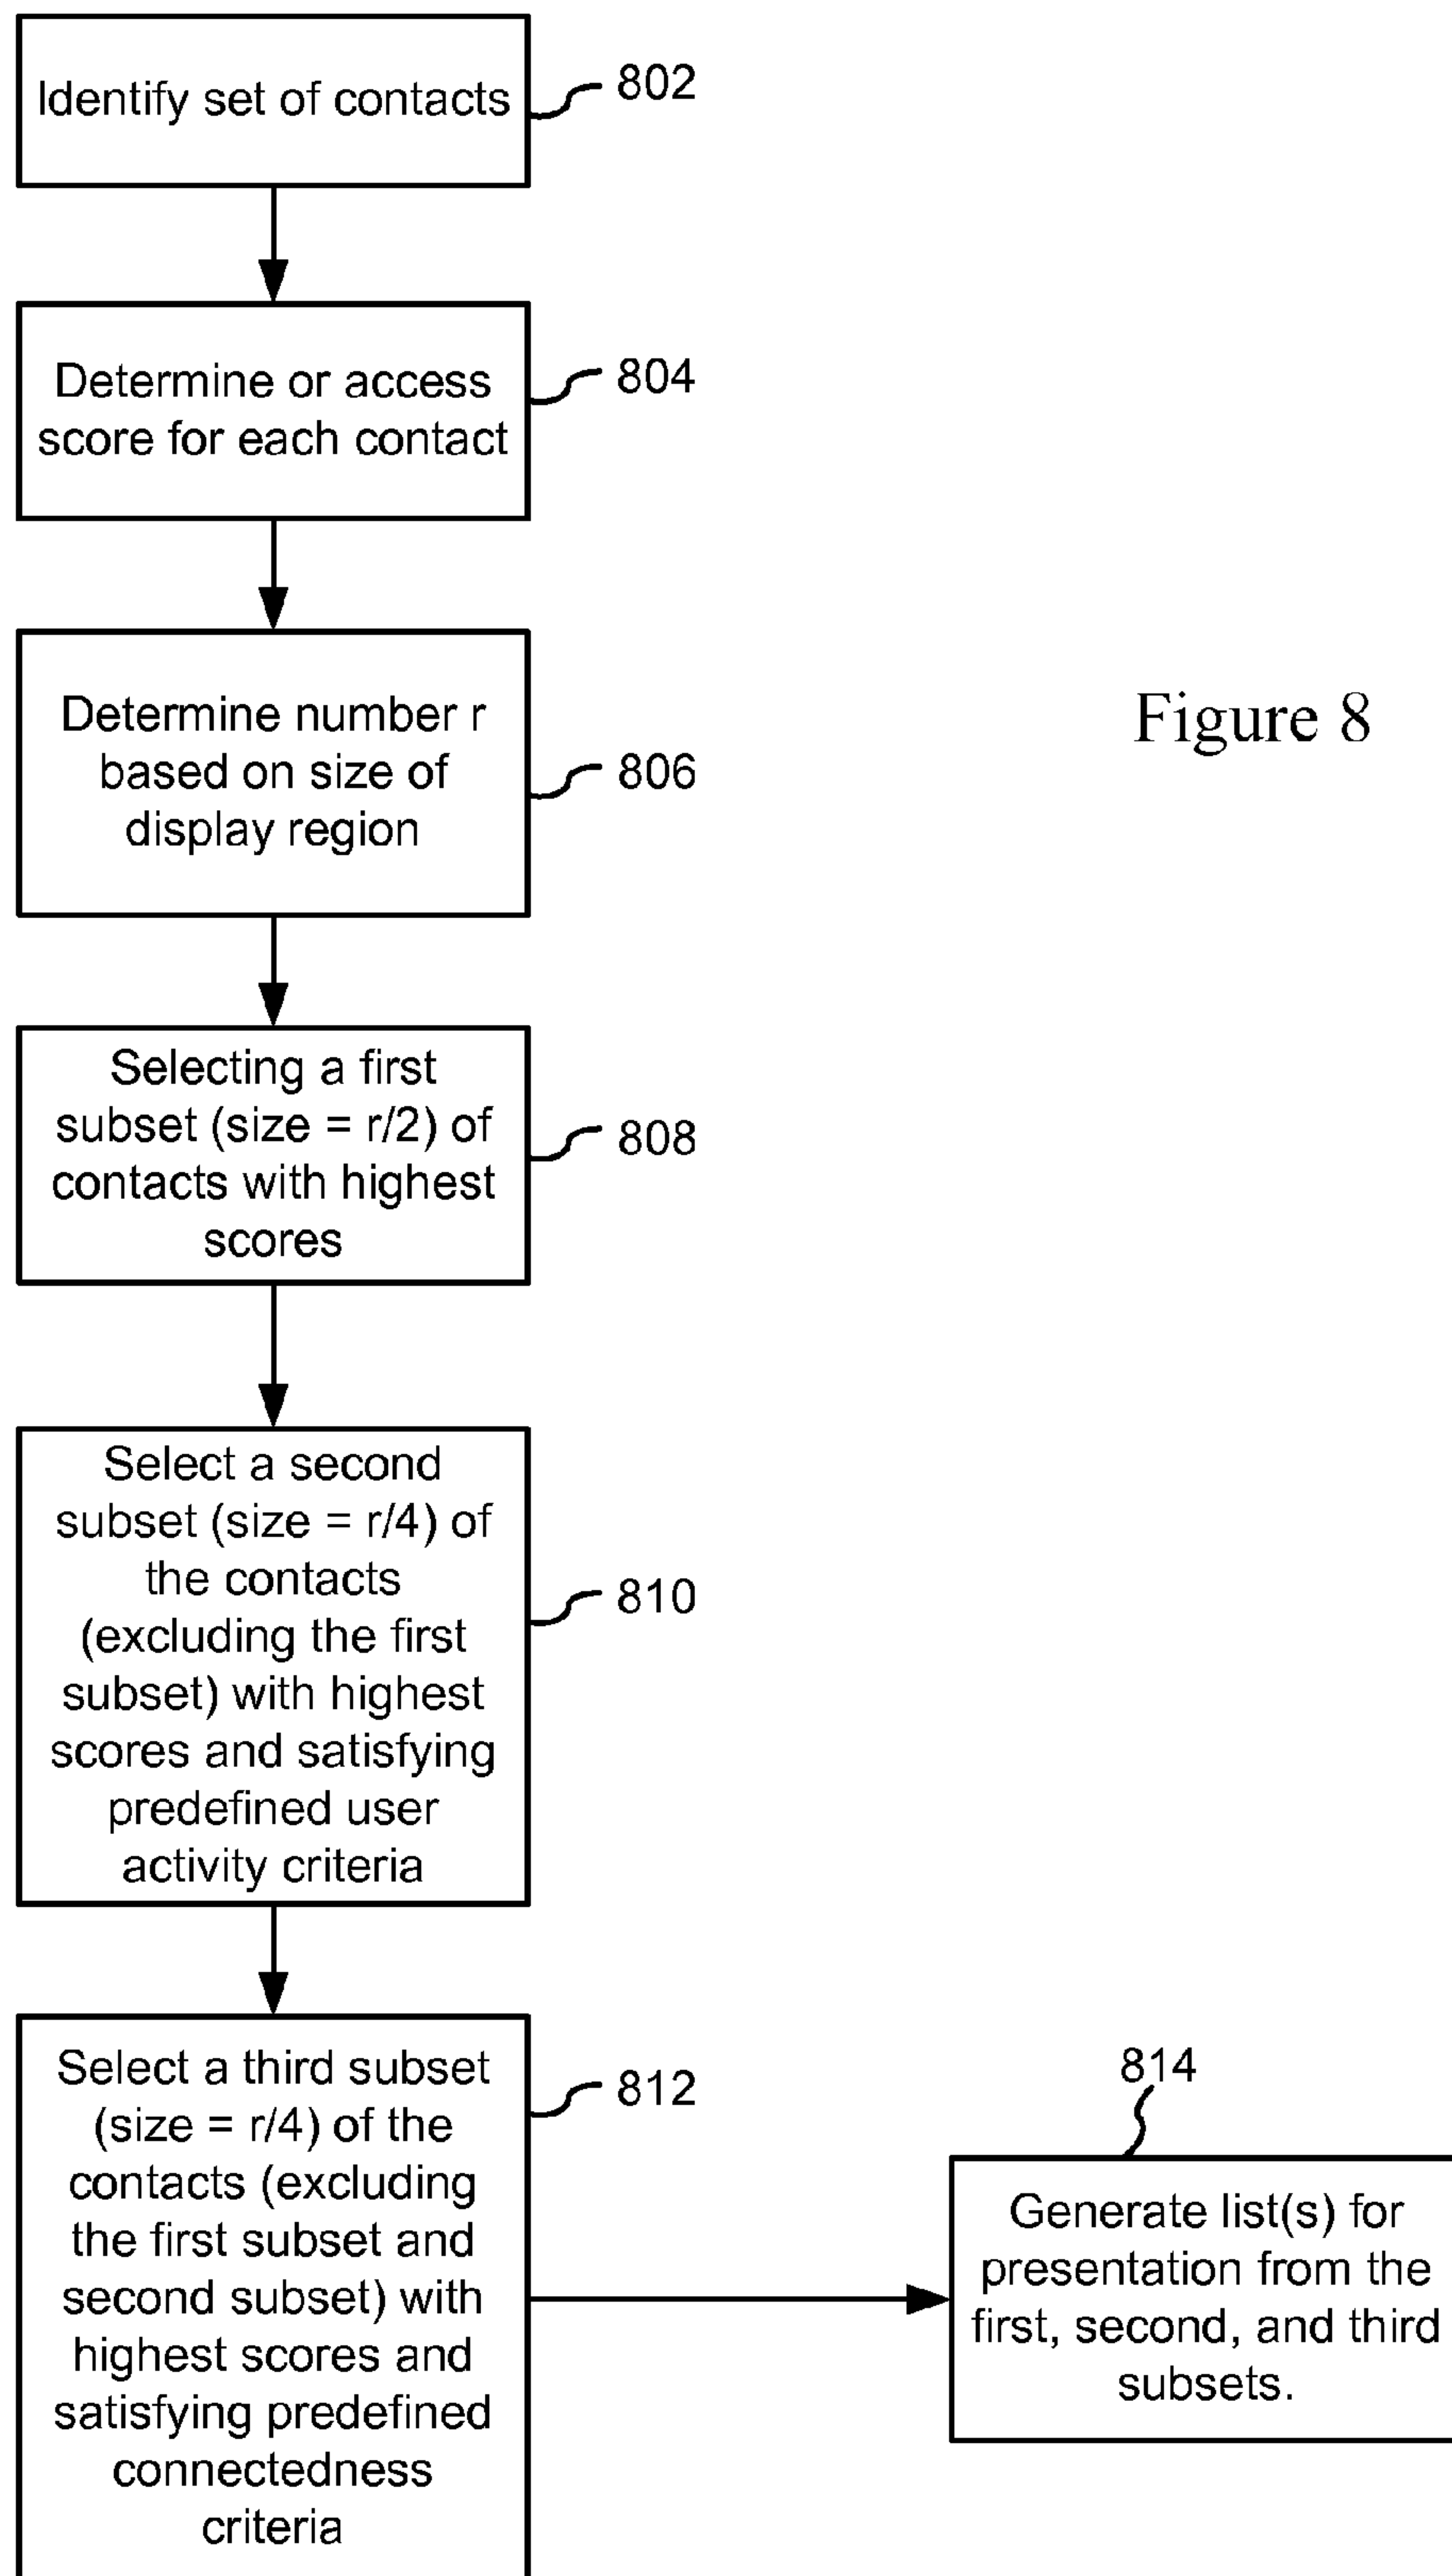 Identify set of contacts
802
Determine or access
score for each contact
804
Determine number r
based on size of
display region
806
Figure 8
Selecting a first
subset (size = r/2) of
contacts with highest
scores
808
Select a second
subset (size = r/4) of
the contacts
(excluding the first
subset) with highest
scores and satisfying
predefined user
activity criteria
810
Select a third subset
(size = r/4) of the
contacts (excluding
the first subset and
second subset) with
highest scores and
satisfying predefined
connectedness
criteria
812
814
Generate list(s) for
presentation from the
first, second, and third
subsets.